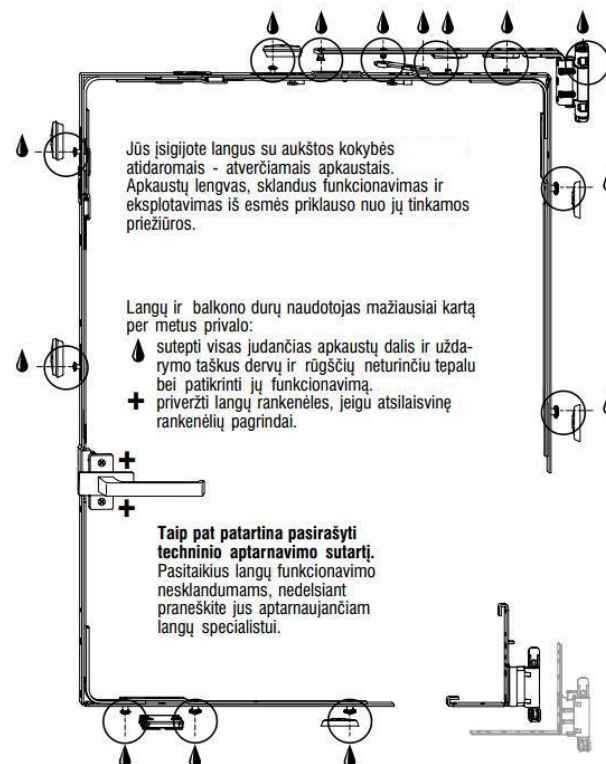 Jūs įsigijote langus su aukštos kokybės
atidaromais - atverčiamais apkaustais.
Apkaustų lengvas, sklandus funkcionavimas ir
eksplotavimas iš esmės priklauso nuo jų tinkamos
priežiūros.
Langų ir balkono durų naudotojas mažiausiai kartą
per metus privalo:
sutepti visas judančias apkaustų dalis ir uždą-
rymo taškus dervų ir rūgščių neturinčiu tepalu
bei patikrinti jų funkcionavimą.
+ priveržti langų rankenėles, jeigu atsilaisvinę
rankenėlių pagrindai.
+
+
Taip pat patartina pasirašyti
techninio aptarnavimo sutartį.
Pasitaikius langų funkcionavimo
nesklandumams, nedelsiant
praneškite jus aptarnaujančiam
langų specialistui.